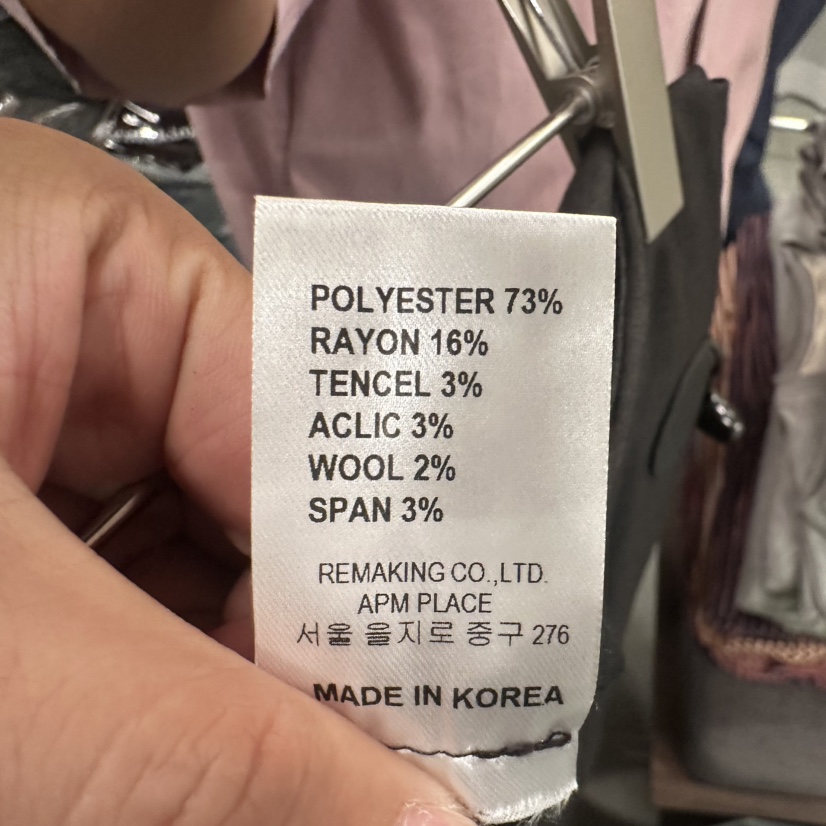 POLYESTER 73%
RAYON 16%
TENCEL 3%
ACLIC 3%
WOOL 2%
SPAN 3%
REMAKING CO.,LTD.
APM PLACE
서울 을지로 중구 276
MADE IN KOREA